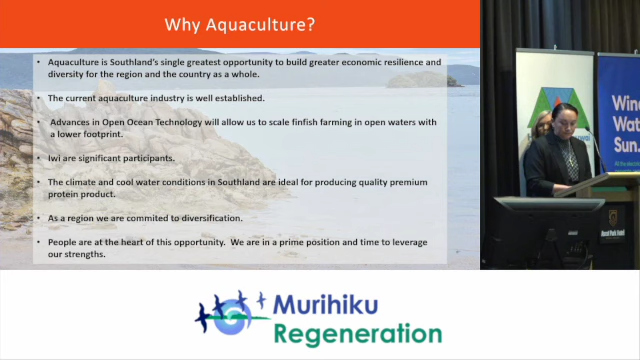 Why Aquaculture?
• Aquaculture is Southland's single greatest opportunity to build greater economic resilience and
diversity for the region and the country as a whole.
• The current aquaculture industry is well established.
• Advances in Open Ocean Technology will allow us to scale finfish farming in open waters with
a lower footprint.
• Iwi are significant participants.
• The climate and cool water conditions in Southland are ideal for producing quality premium
protein product.
• As a region we are commited to diversification.
• People are at the heart of this opportunity. We are in a prime position and time to leverage
our strengths.
Wind
Wat
Sun.
Murihiku
Regeneration